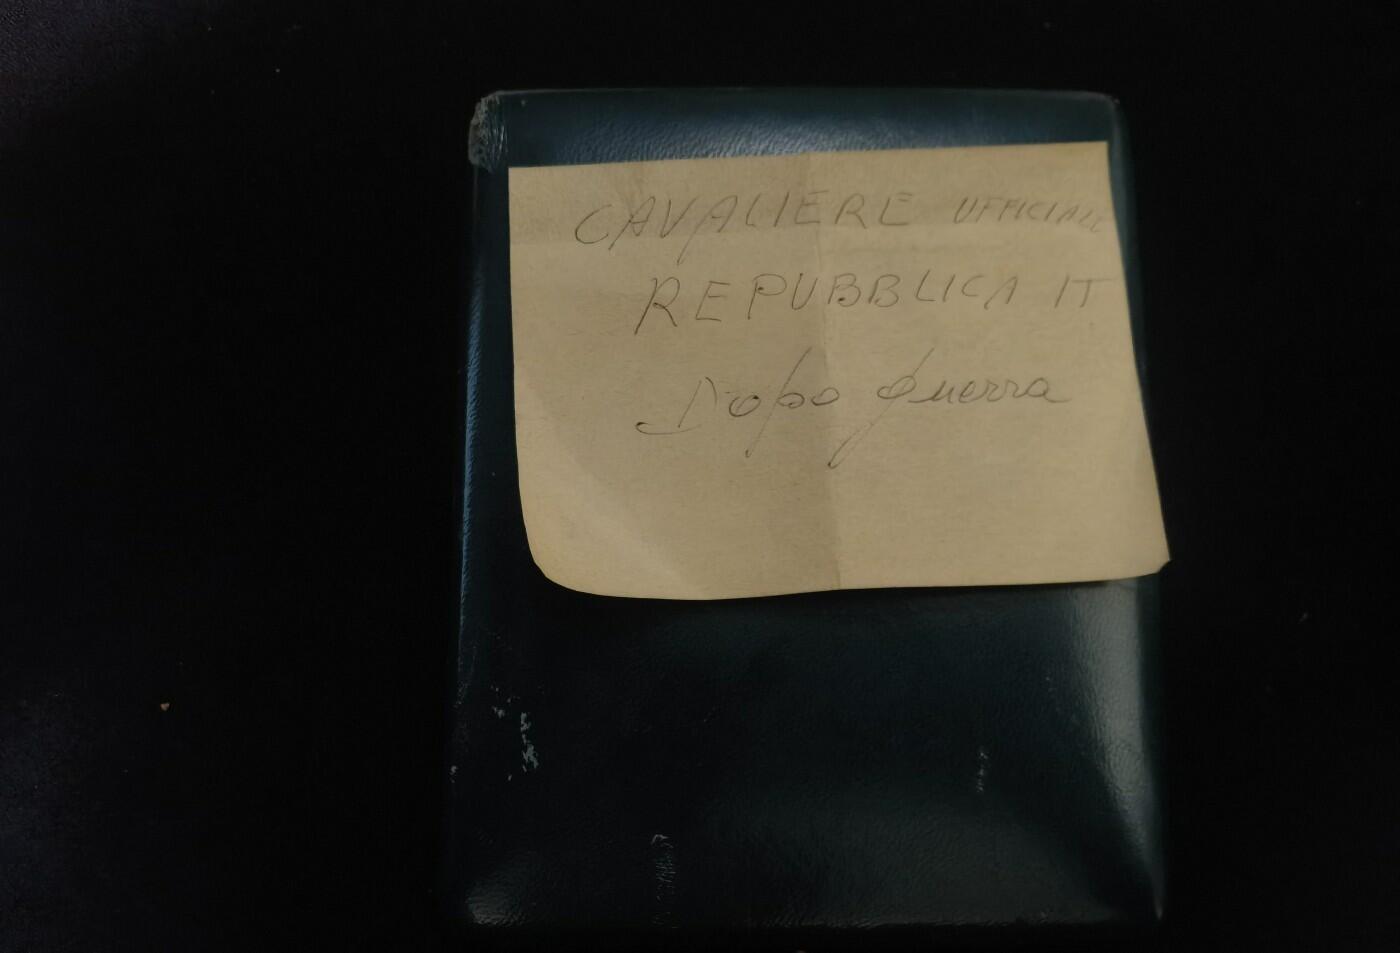 CAVALIERE UFFICIALE
REPUBBLICA IT
Dopo guerra